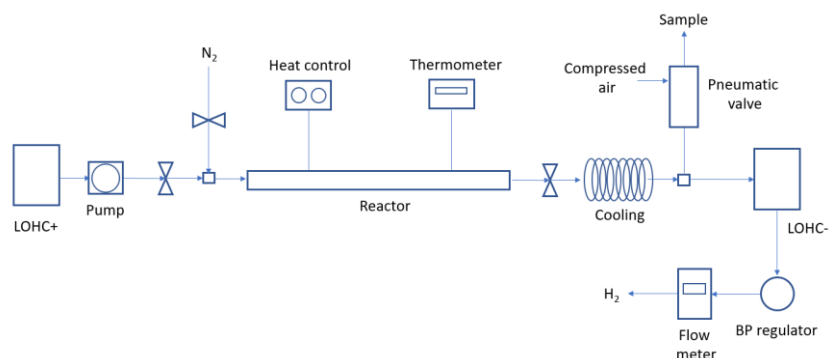 Sample
N₂
Heat control
Thermometer
Compressed
air
Pneumatic
valve
Pump
LOHC+
Reactor
Cooling
LOHC-
H₂
Flow
meter
BP regulator